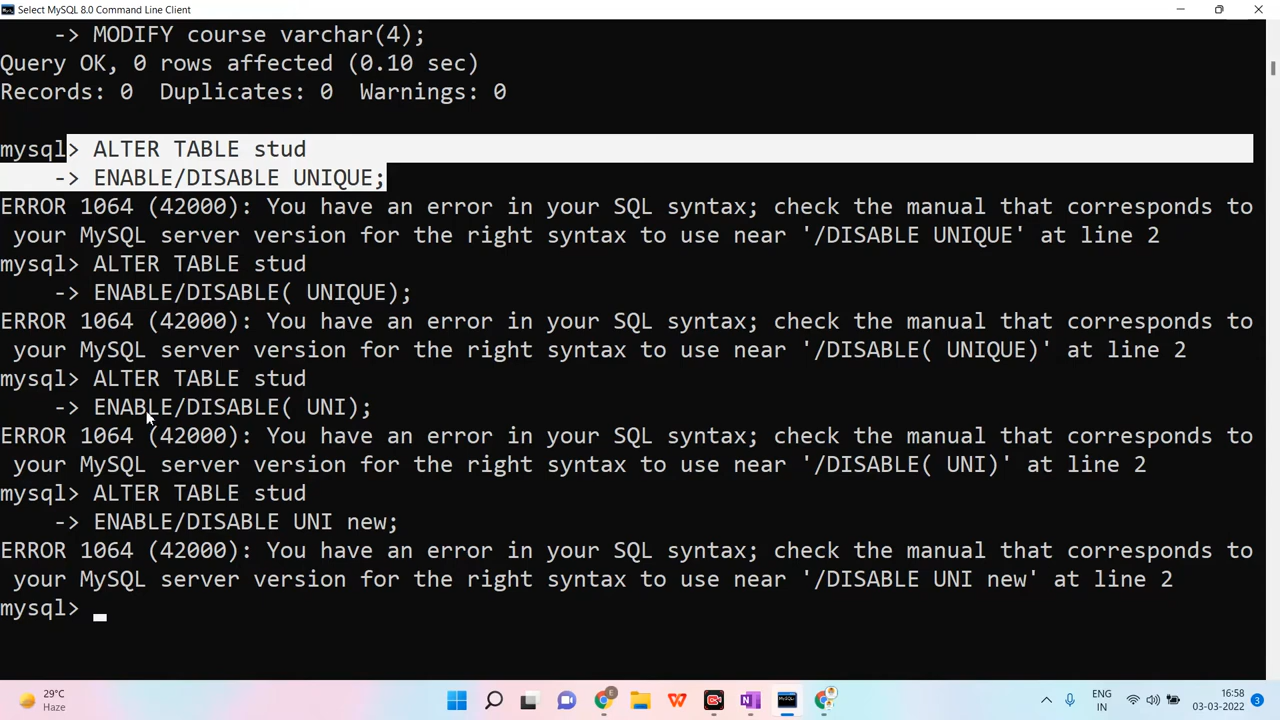 Select MySQL 8.0 Command Line Client
-> MODIFY course varchar(4);
Query OK, 0 rows affected (0.10 sec)
Records: 0  Duplicates: 0  Warnings: 0
mysql> ALTER TABLE stud
-> ENABLE/DISABLE UNIQUE;
ERROR 1064 (42000): You have an error in your SQL syntax; check the manual that corresponds to
your MySQL server version for the right syntax to use near '/DISABLE UNIQUE' at line 2
mysql> ALTER TABLE stud
-> ENABLE/DISABLE( UNIQUE);
ERROR 1064 (42000): You have an error in your SQL syntax; check the manual that corresponds to
your MySQL server version for the right syntax to use near '/DISABLE( UNIQUE)' at line 2
mysql> ALTER TABLE stud
-> ENABLE/DISABLE( UNI);
ERROR 1064 (42000): You have an error in your SQL syntax; check the manual that corresponds to
your MySQL server version for the right syntax to use near '/DISABLE( UNI)' at line 2
mysql> ALTER TABLE stud
-> ENABLE/DISABLE UNI new;
ERROR 1064 (42000): You have an error in your SQL syntax; check the manual that corresponds to
your MySQL server version for the right syntax to use near '/DISABLE UNI new' at line 2
mysql>
29°C
Haze
ENG
IN
16:58
03-03-2022
3